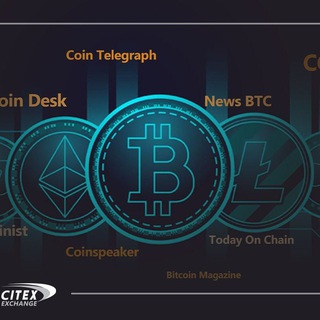 Coin Telegraph
oin Desk
News BTC
inist
Coinspeaker
Today On Chain
Bitcoin Magazine
CITEX
EXCHANGE